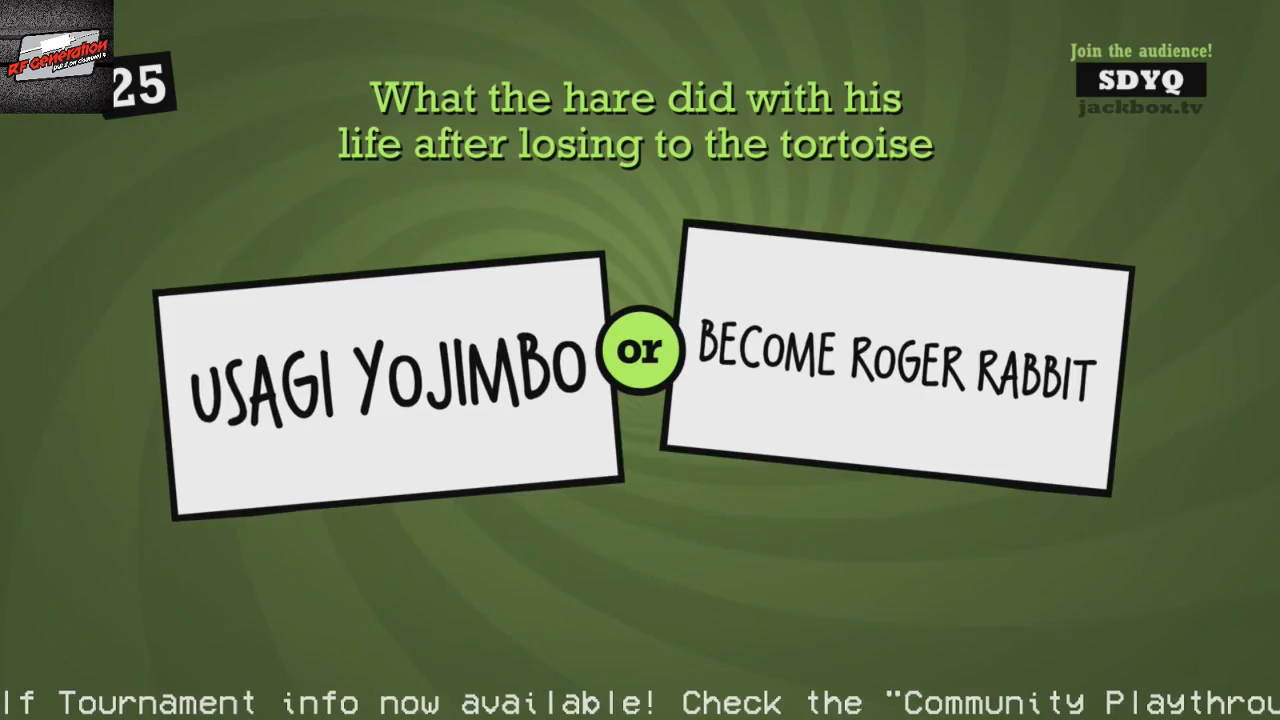 RF Generation
25
Join the audience!
SDYQ
jackbox.tv
What the hare did with his
life after losing to the tortoise
USAGI YOJIMBO
or
BECOME ROGER RABBIT
lf Tournament info now available! Check the "Community Playthrou